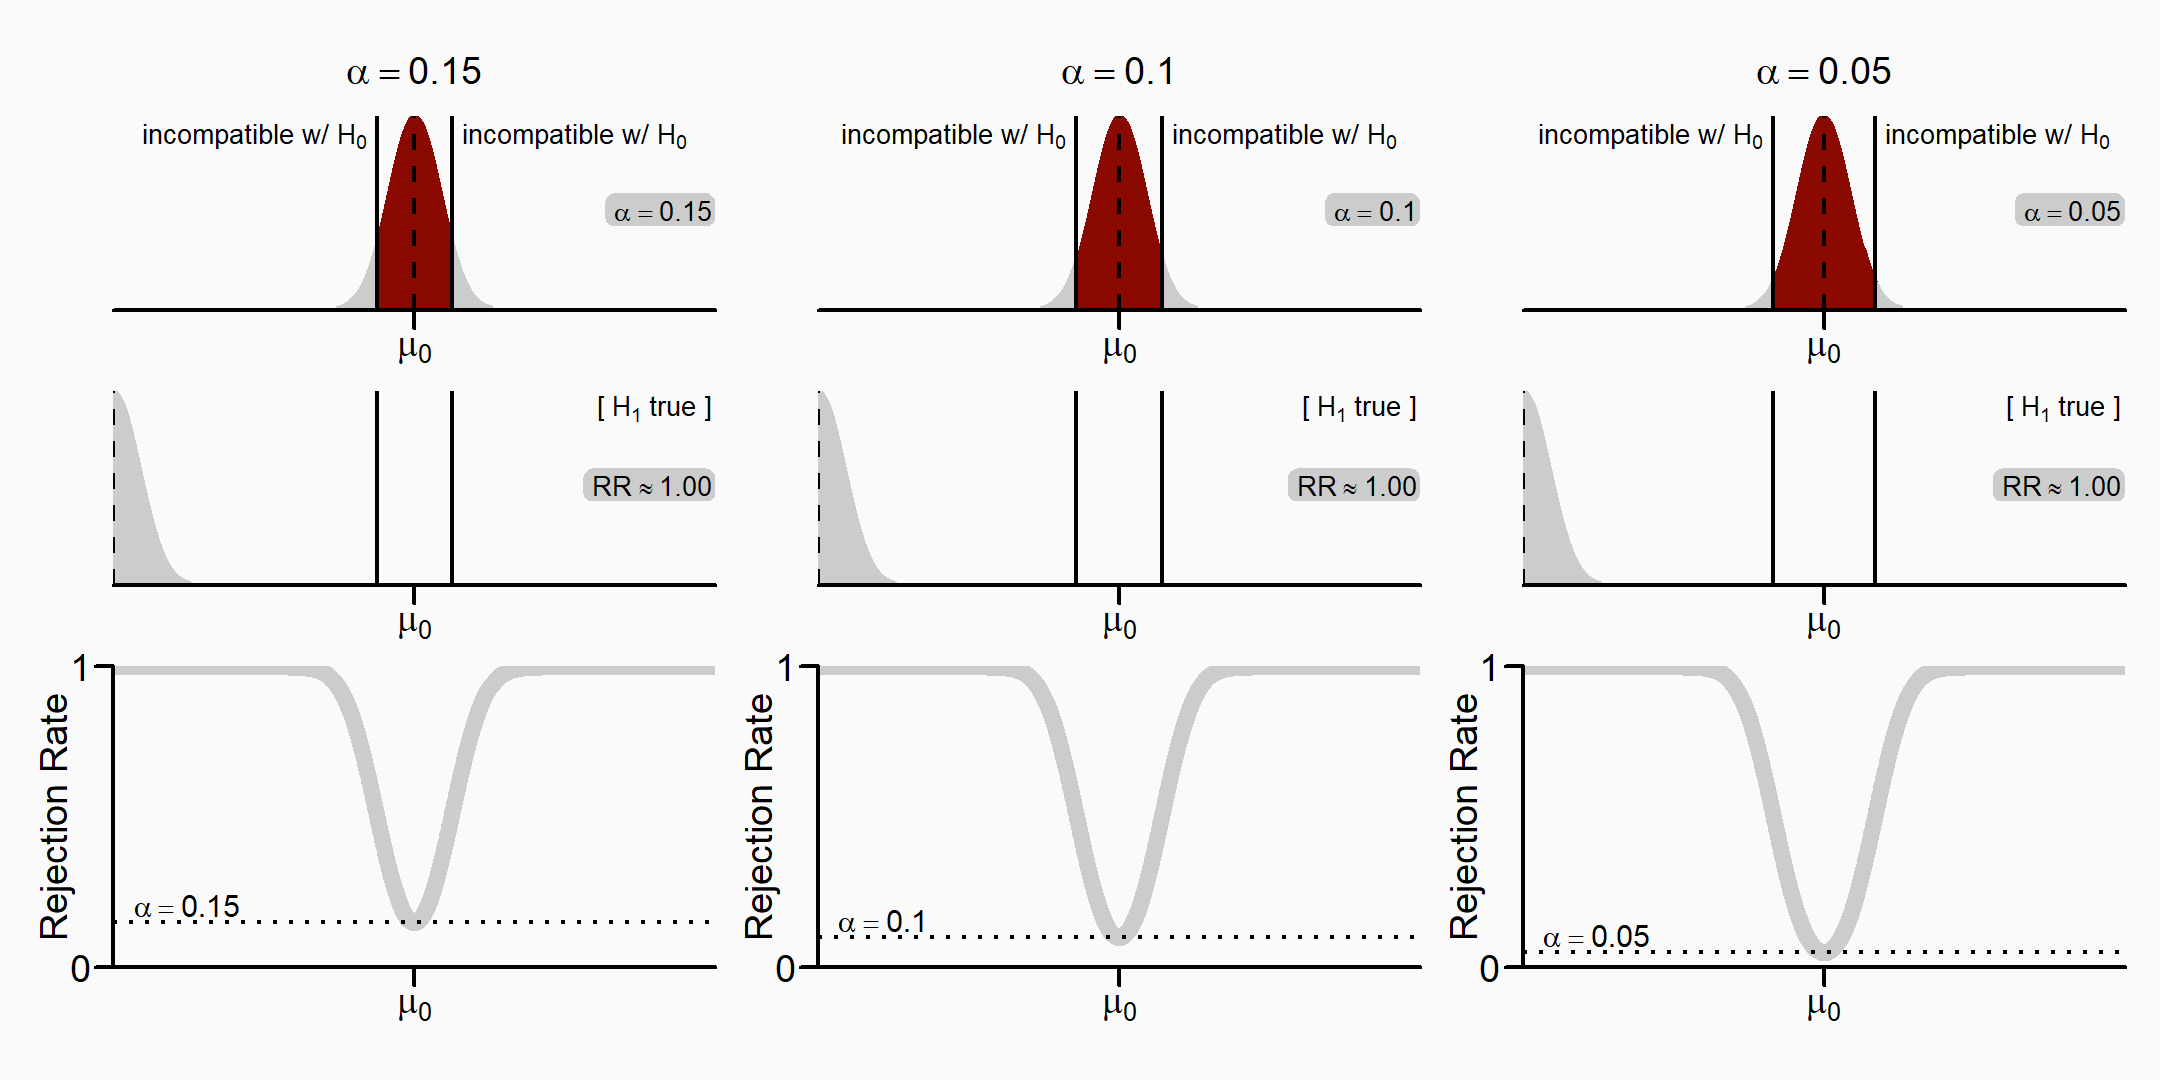 α = 0.15
incompatible w/ H₀
incompatible w/ H₀
α = 0.15
μ₀
[ H₁ true ]
RR ≈ 1.00
μ₀
Rejection Rate
1
0
α = 0.15
μ₀
α = 0.1
incompatible w/ H₀
incompatible w/ H₀
α = 0.1
μ₀
[ H₁ true ]
RR ≈ 1.00
μ₀
Rejection Rate
1
0
α = 0.1
μ₀
α = 0.05
incompatible w/ H₀
incompatible w/ H₀
α = 0.05
μ₀
[ H₁ true ]
RR ≈ 1.00
μ₀
Rejection Rate
1
0
α = 0.05
μ₀